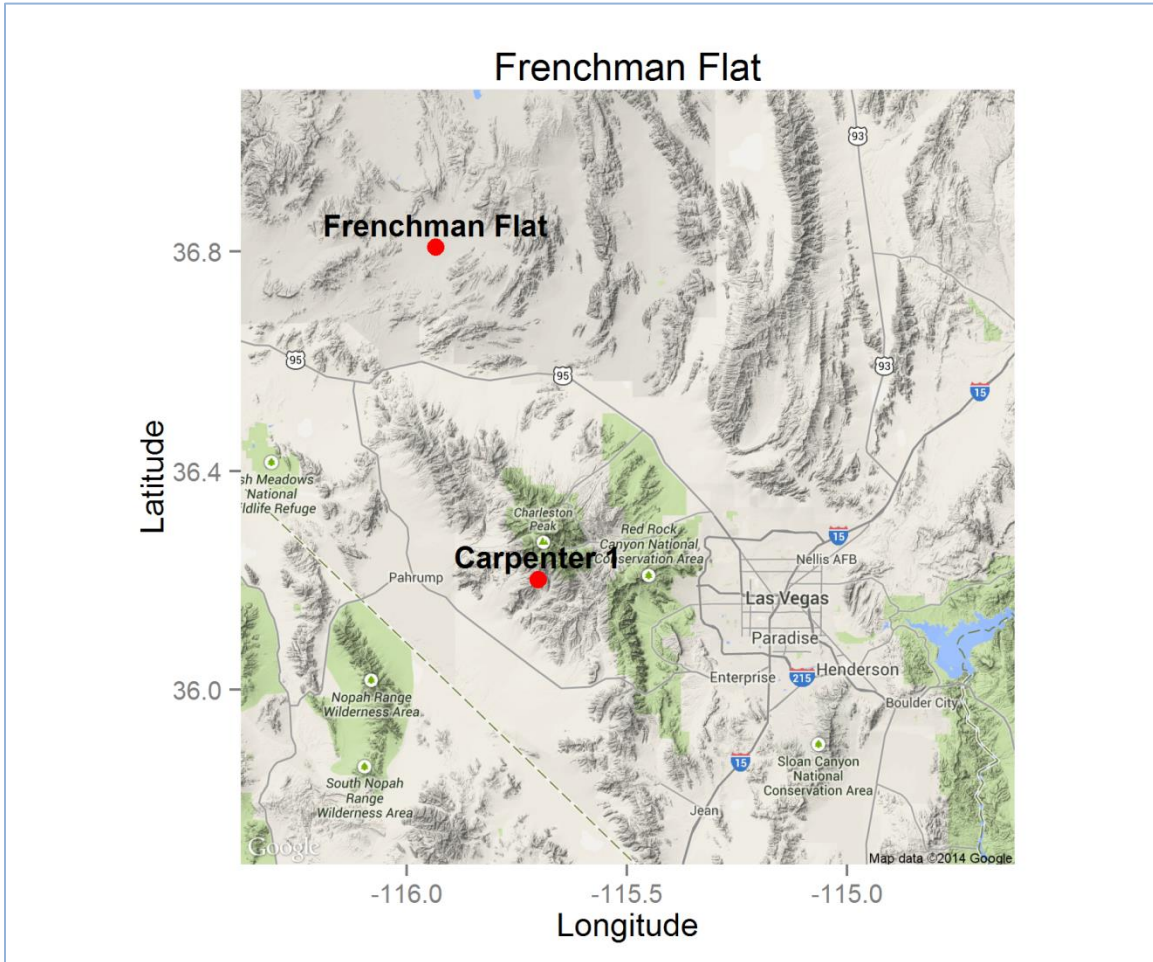 Frenchman Flat
93
Frenchman Flat
36.8
95
95
93
15
36.4
sh Meadows
National
ildlife Refuge
Charleston
Peak
Red Rock
Canyon National
Conservation Area
15
Nellis AFB
Carpenter 1
Pahrump
Las Vegas
Paradise
36.0
Nopah Range
Wilderness Area
Enterprise
215
Henderson
Boulder City
15
Sloan Canyon
National
Conservation Area
South Nopah
Range
Wilderness Area
Jean
Google
Map data ©2014 Google
-116.0
-115.5
-115.0
Longitude
Latitude